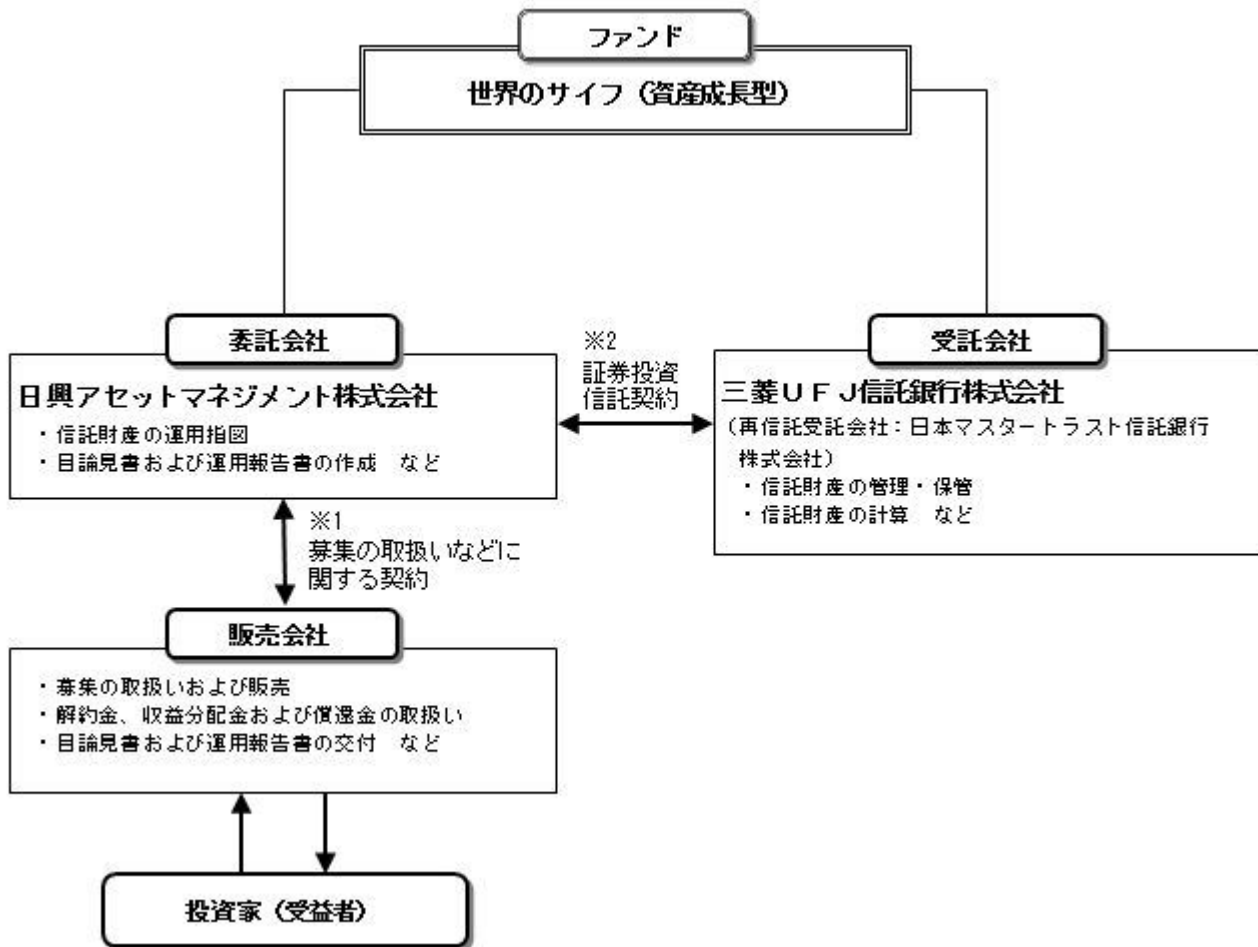 ファンド
世界のサイフ（資産成長型）
委託会社
日興アセットマネジメント株式会社
・信託財産の運用指図
・目論見書および運用報告書の作成　など
※2
証券投資
信託契約
受託会社
三菱ＵＦＪ信託銀行株式会社
（再信託受託会社：日本マスタートラスト信託銀行
株式会社）
・信託財産の管理・保管
・信託財産の計算　など
※1
募集の取扱いなどに
関する契約
販売会社
・募集の取扱いおよび販売
・解約金、収益分配金および償還金の取扱い
・目論見書および運用報告書の交付　など
投資家（受益者）